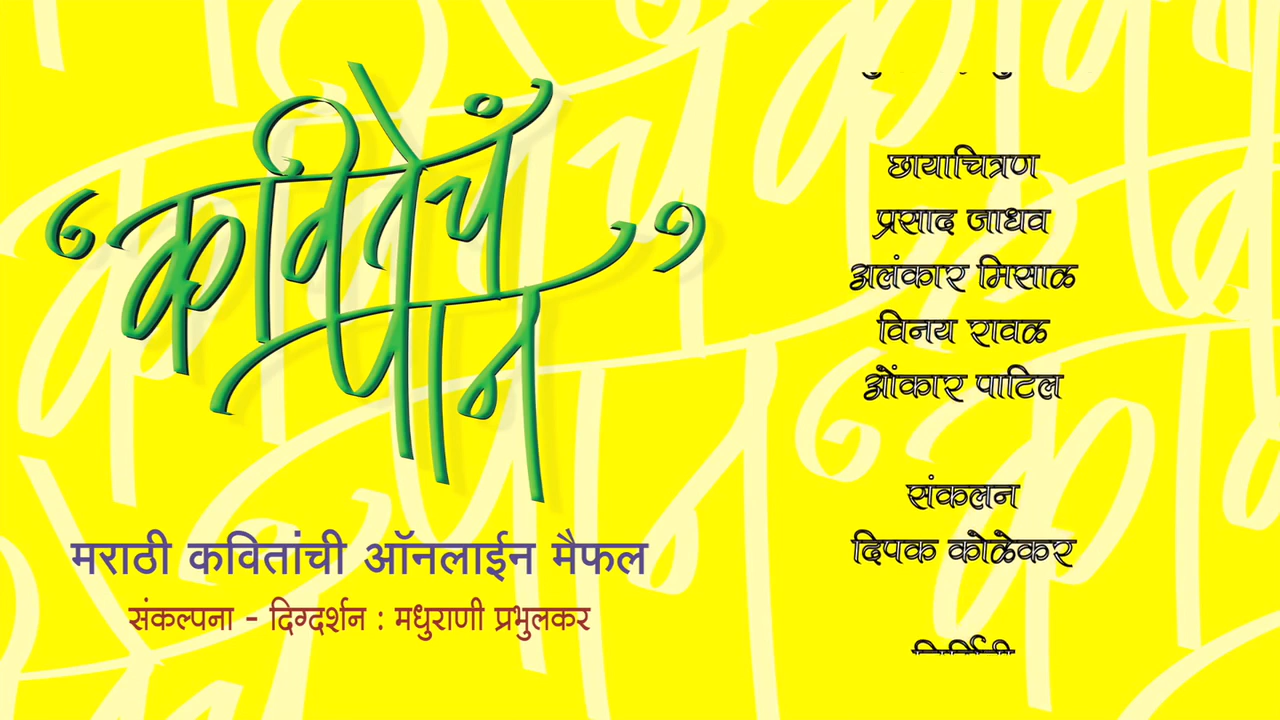 ‘कवितेचं
पान’
मराठी कवितांची ऑनलाईन मैफल
संकल्पना - दिग्दर्शन : मधुराणी प्रभुलकर
छायाचित्रण
प्रसाद जाधव
अलंकार मिसाळ
विनय रावळ
ओंकार पाटिल
संकलन
दिपक कोळेकर